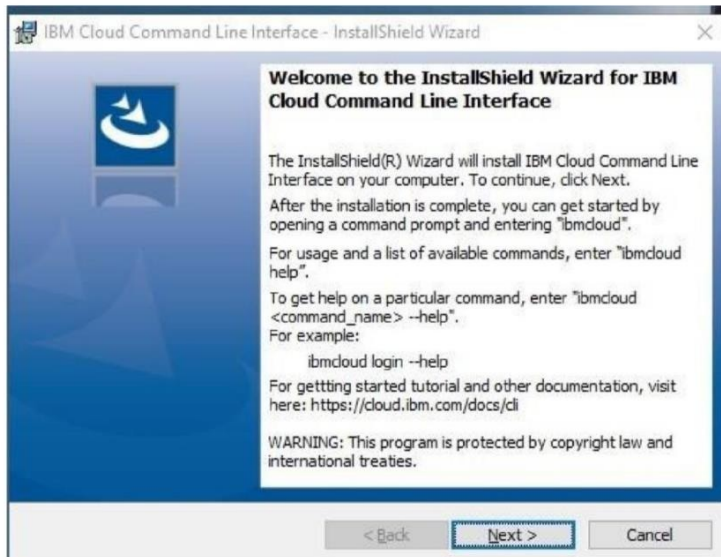 IBM Cloud Command Line Interface - InstallShield Wizard
Welcome to the InstallShield Wizard for IBM
Cloud Command Line Interface
The InstallShield(R) Wizard will install IBM Cloud Command Line
Interface on your computer. To continue, click Next.
After the installation is complete, you can get started by
opening a command prompt and entering "ibmcloud".
For usage and a list of available commands, enter "ibmcloud
help".
To get help on a particular command, enter "ibmcloud
<command_name> --help".
For example:
ibmcloud login --help
For gettting started tutorial and other documentation, visit
here: https://cloud.ibm.com/docs/cli
WARNING: This program is protected by copyright law and
international treaties.
< Back Next > Cancel